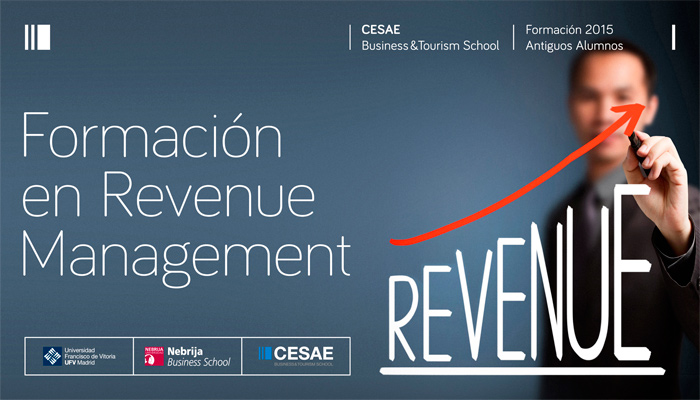 CESAE
Business&Tourism School
Formación 2015
Antiguos Alumnos
Formación
en Revenue
Management
REVENUE
Universidad
Francisco de Vitoria
UFV Madrid
NEBRIJA
Nebrija
Business School
CESAE
BUSINESS&TOURISM SCHOOL